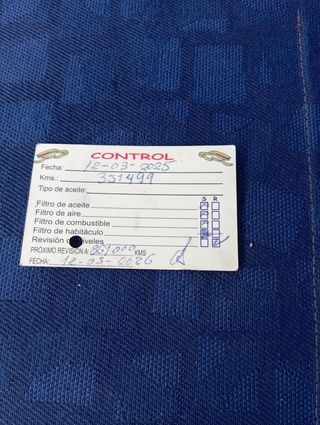 CONTROL
Fecha: 12-03-2025
Kms.: 351499
Tipo de aceite:
S R
Filtro de aceite
Filtro de aire
Filtro de combustible
Filtro de habitáculo
Revisión de niveles
PRÓXIMO REVISIÓN A: 361000 KMS
FECHA: 12-03-2026